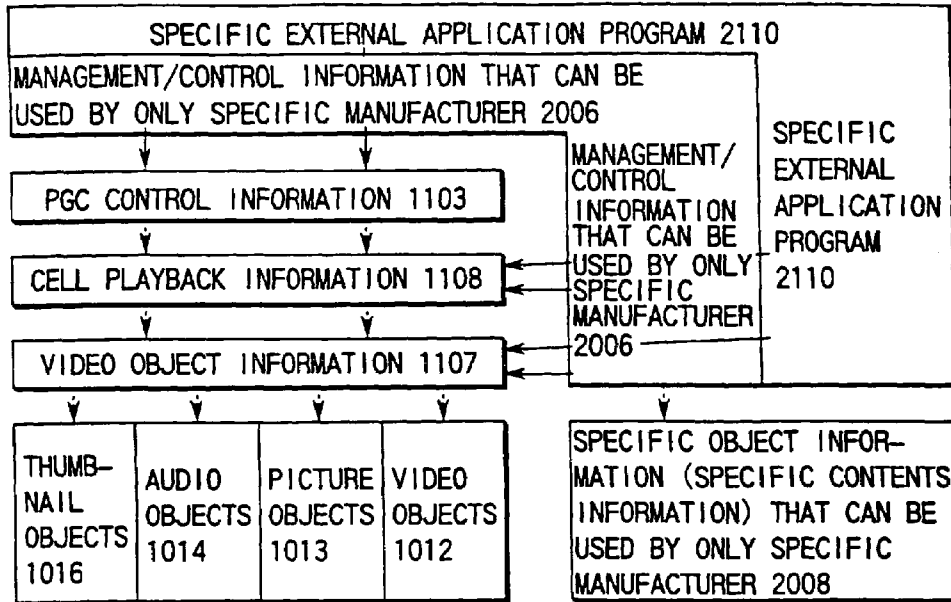 SPECIFIC EXTERNAL APPLICATION PROGRAM 2110
MANAGEMENT/CONTROL INFORMATION THAT CAN BE
USED BY ONLY SPECIFIC MANUFACTURER 2006
MANAGEMENT/
CONTROL
INFORMATION
THAT CAN BE
USED BY ONLY
SPECIFIC
MANUFACTURER
2006
SPECIFIC
EXTERNAL
APPLICATION
PROGRAM
2110
PGC CONTROL INFORMATION 1103
CELL PLAYBACK INFORMATION 1108
VIDEO OBJECT INFORMATION 1107
THUMB-
NAIL
OBJECTS
1016
AUDIO
OBJECTS
1014
PICTURE
OBJECTS
1013
VIDEO
OBJECTS
1012
SPECIFIC OBJECT INFOR-
MATION (SPECIFIC CONTENTS
INFORMATION) THAT CAN BE
USED BY ONLY SPECIFIC
MANUFACTURER 2008